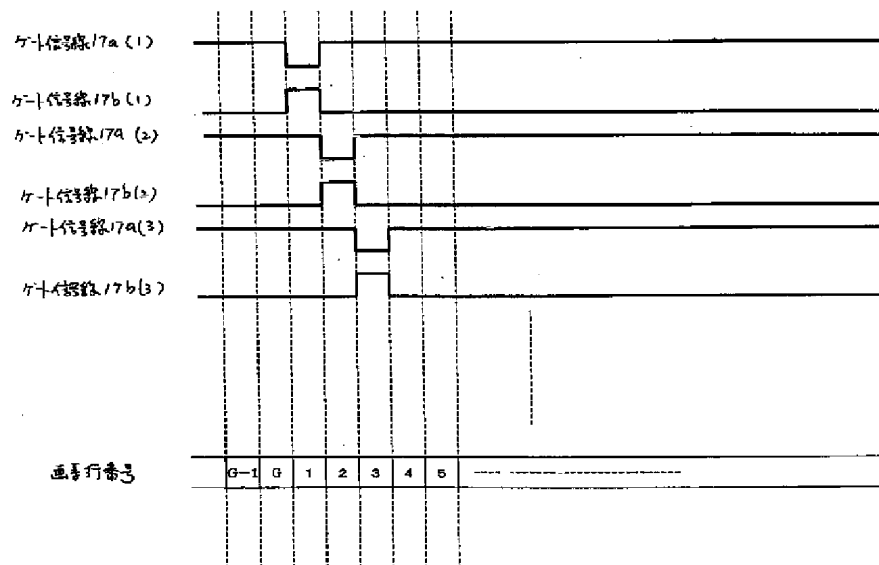 ゲート信号線17a(1)
ゲート信号線17b(1)
ゲート信号線17a(2)
ゲート信号線17b(2)
ゲート信号線17a(3)
ゲート信号線17b(3)
画素行番号 G-1 G 1 2 3 4 5